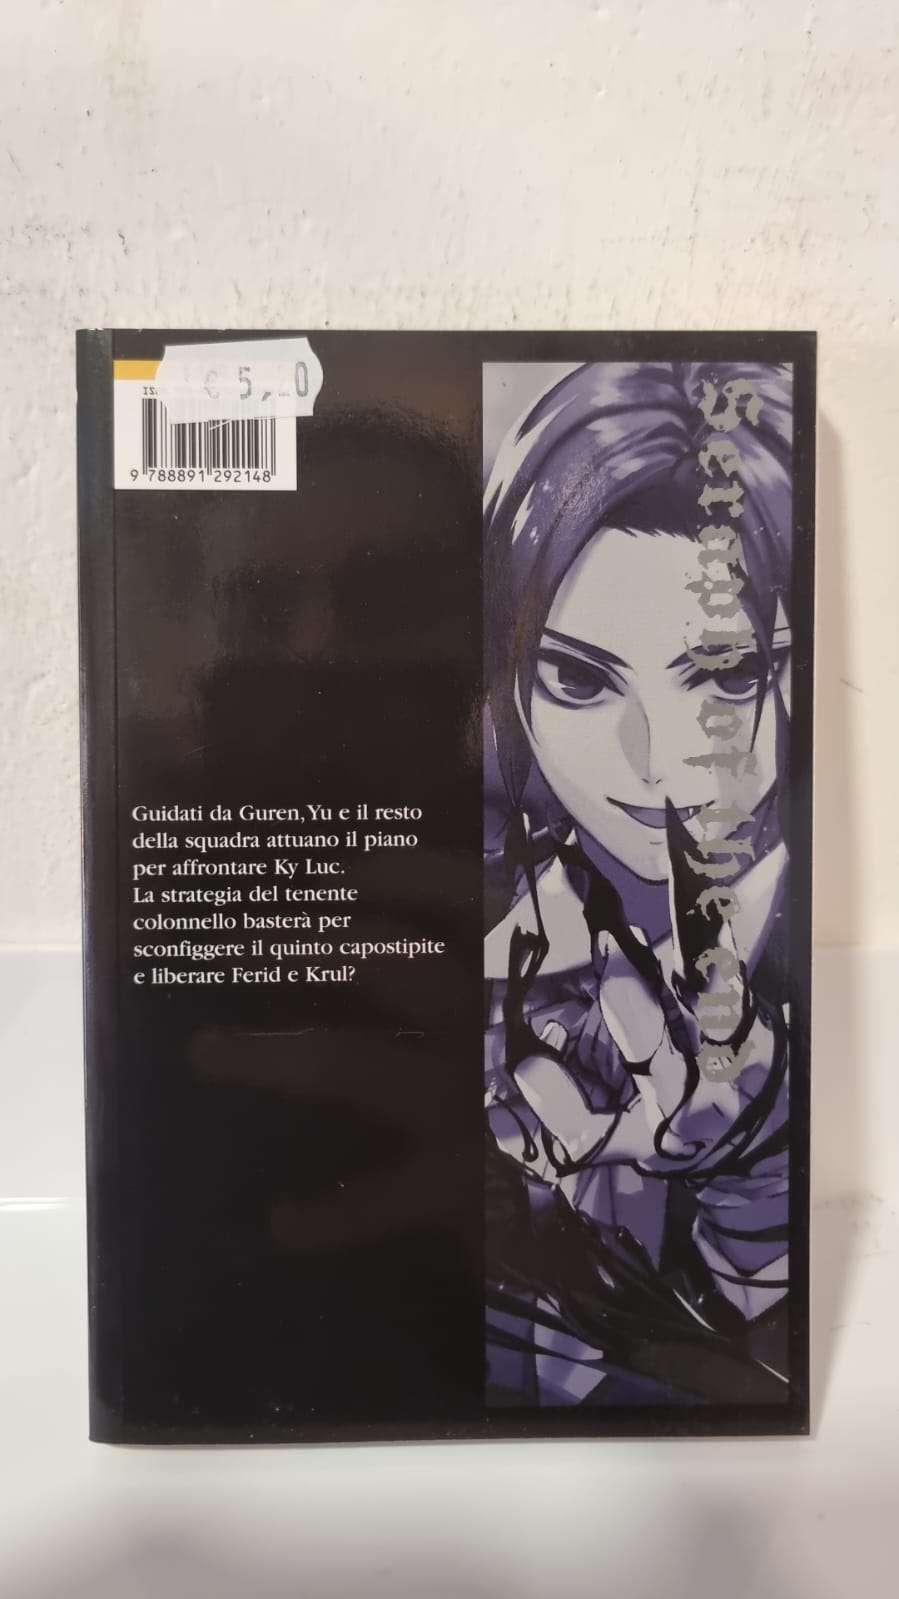 € 5,
9 788891 292148
Guidati da Guren, Yu e il resto
della squadra attuano il piano
per affrontare Ky Luc.
La strategia del tenente
colonnello basterà per
sconfiggere il quinto capostipite
e liberare Ferid e Krul?
Seraph of the end